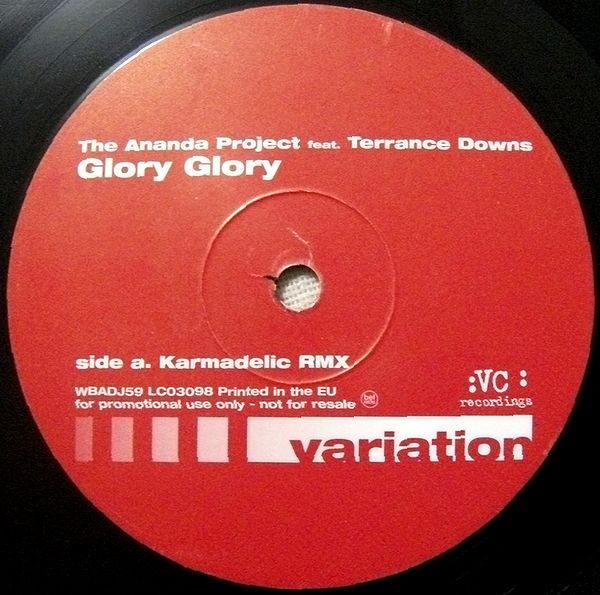 The Ananda Project feat. Terrance Downs
Glory Glory
side a. Karmadelic RMX
WBADJ59 LC03098 Printed in the EU
for promotional use only - not for resale
:VC :
recordings
variation